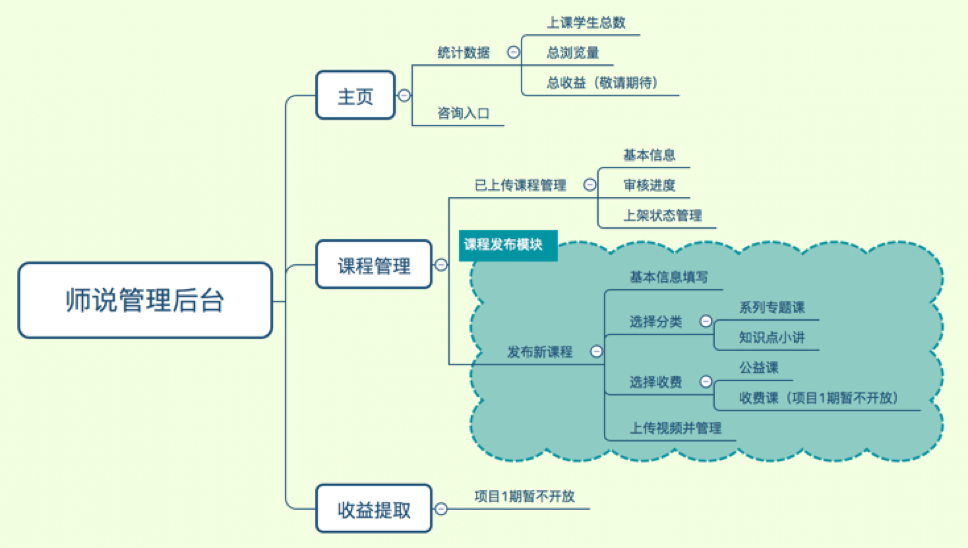 师说管理后台
主页
统计数据
上课学生总数
总浏览量
总收益（敬请期待）
咨询入口
课程管理
已上传课程管理
基本信息
审核进度
上架状态管理
课程发布模块
发布新课程
基本信息填写
选择分类
系列专题课
知识点小讲
选择收费
公益课
收费课（项目1期暂不开放）
上传视频并管理
收益提取
项目1期暂不开放